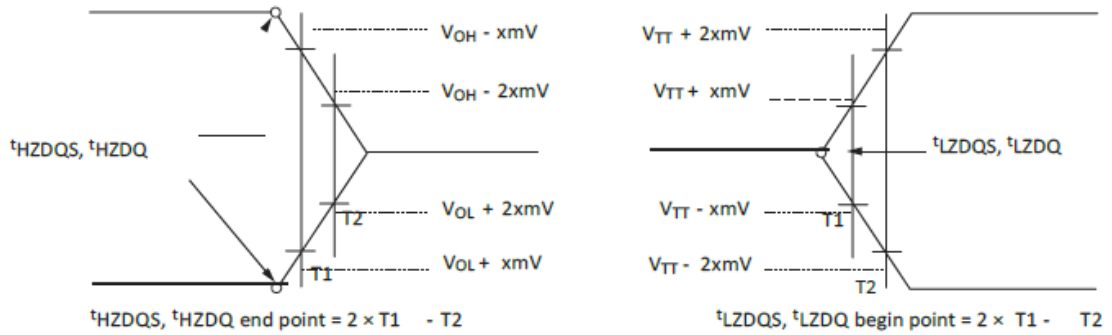 VOH - xmV
VOH - 2xmV
tHZDQS, tHZDQ
T2
VOL + 2xmV
T1
VOL + xmV
tHZDQS, tHZDQ end point = 2 × T1 - T2
VTT + 2xmV
VTT + xmV
tLZDQS, tLZDQ
VTT - xmV
T1
VTT - 2xmV
T2
tLZDQS, tLZDQ begin point = 2 × T1 - T2